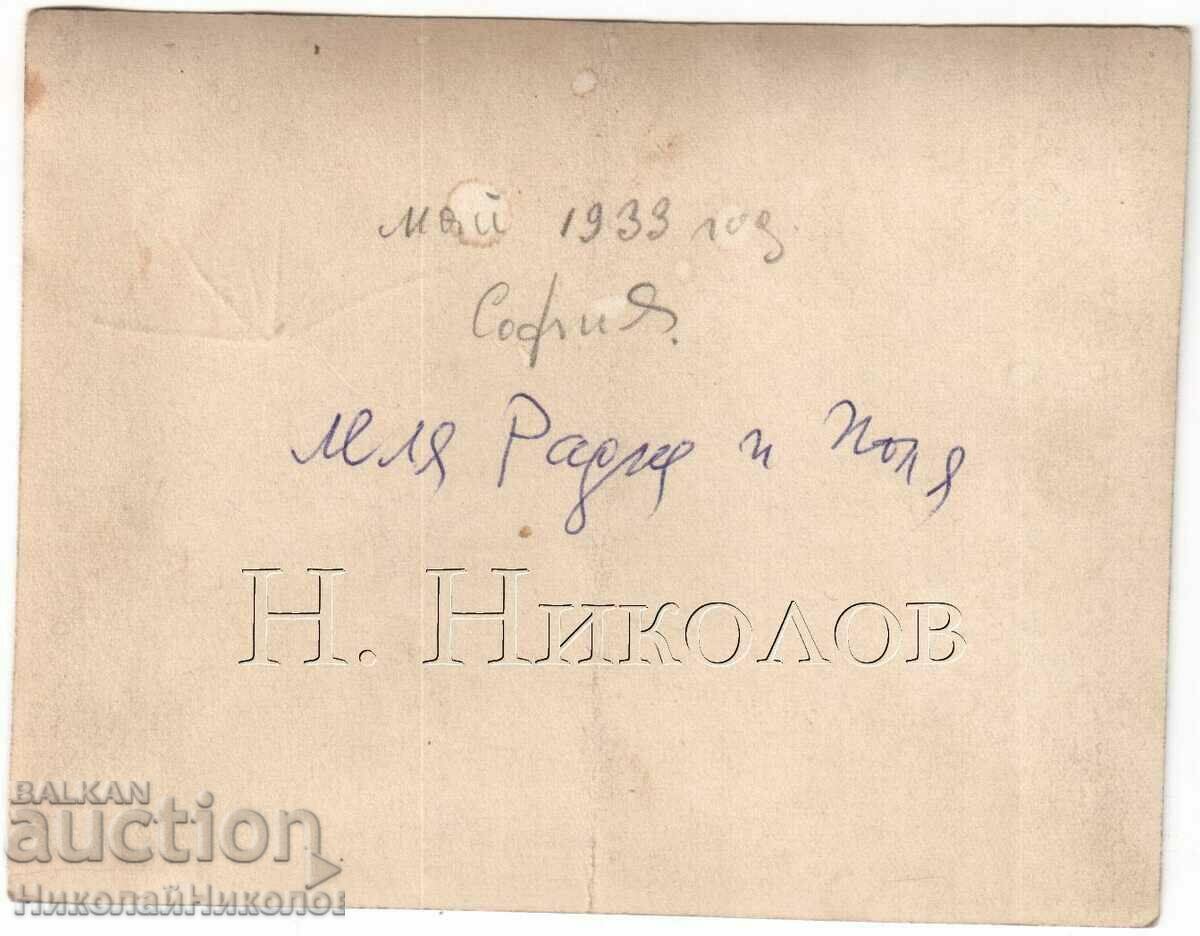 май 1933 год.
София.
Леля Радка и Поля
Н. Николов
BALKAN
auction
НиколайНиколов